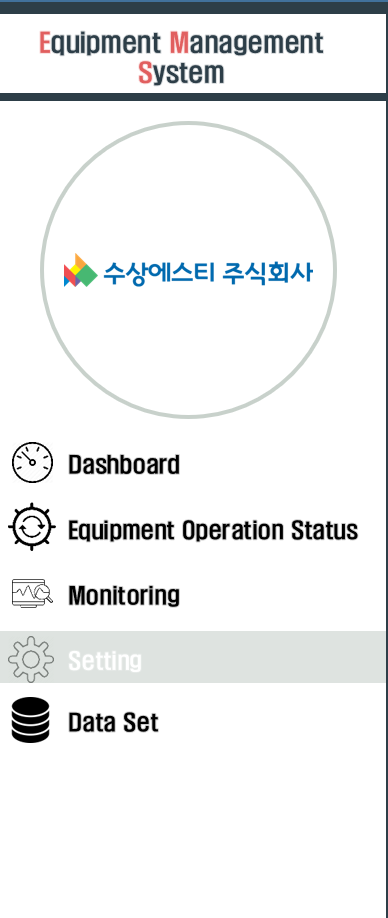 Equipment Management
System
수상에스티 주식회사
Dashboard
Equipment Operation Status
Monitoring
Setting
Data Set